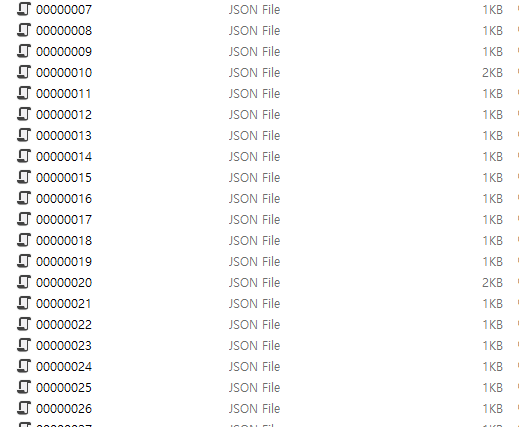 00000007 JSON File 1KB
00000008 JSON File 1KB
00000009 JSON File 1KB
00000010 JSON File 2KB
00000011 JSON File 1KB
00000012 JSON File 1KB
00000013 JSON File 1KB
00000014 JSON File 1KB
00000015 JSON File 1KB
00000016 JSON File 1KB
00000017 JSON File 1KB
00000018 JSON File 1KB
00000019 JSON File 1KB
00000020 JSON File 2KB
00000021 JSON File 1KB
00000022 JSON File 1KB
00000023 JSON File 1KB
00000024 JSON File 1KB
00000025 JSON File 1KB
00000026 JSON File 1KB